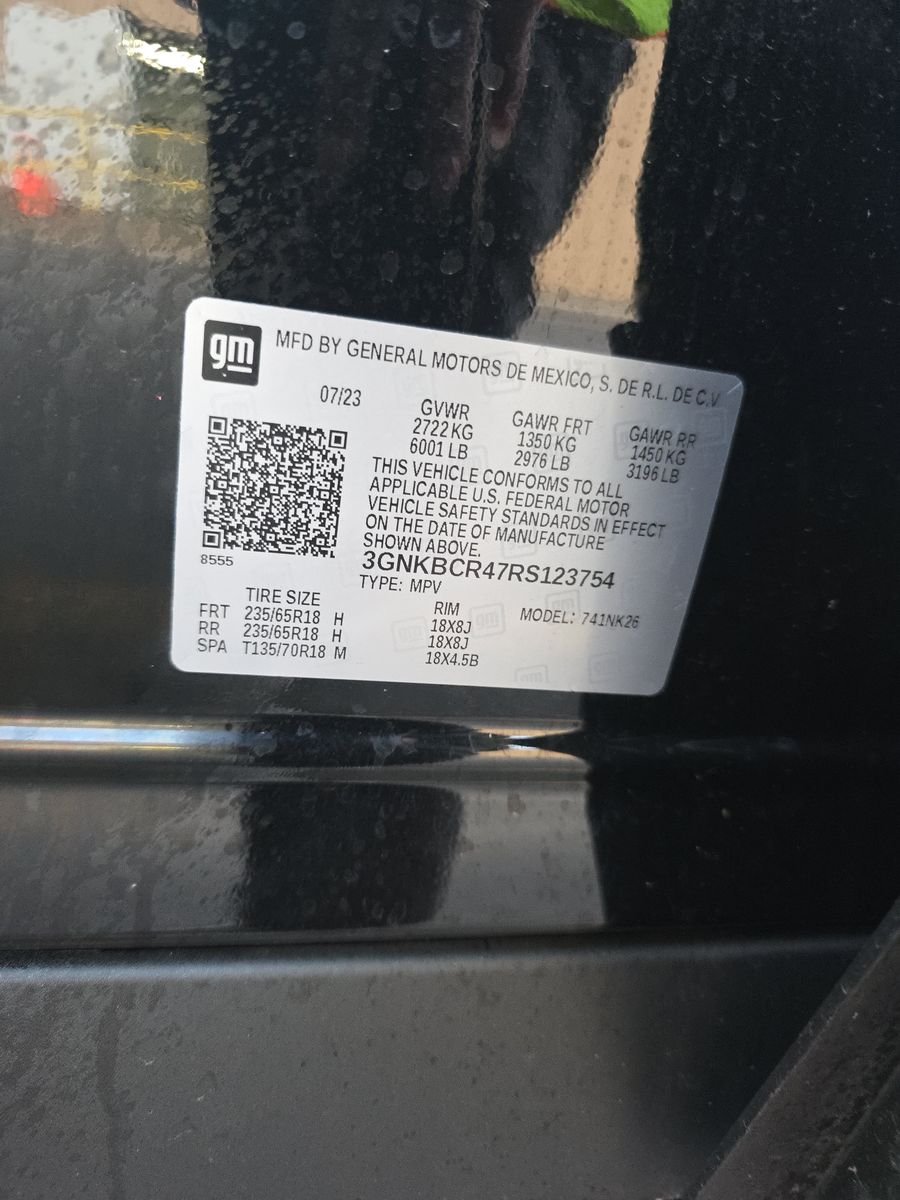 gm
MFD BY GENERAL MOTORS DE MEXICO, S. DE R.L. DE C.V
07/23
GVWR
2722 KG
6001 LB
GAWR FRT
1350 KG
2976 LB
GAWR RR
1450 KG
3196 LB
THIS VEHICLE CONFORMS TO ALL
APPLICABLE U.S. FEDERAL MOTOR
VEHICLE SAFETY STANDARDS IN EFFECT
ON THE DATE OF MANUFACTURE
SHOWN ABOVE.
8555
3GNKBCR47RS123754
TYPE: MPV
MODEL: 741NK26
TIRE SIZE RIM
FRT 235/65R18 H 18X8J
RR 235/65R18 H 18X8J
SPA T135/70R18 M 18X4.5B